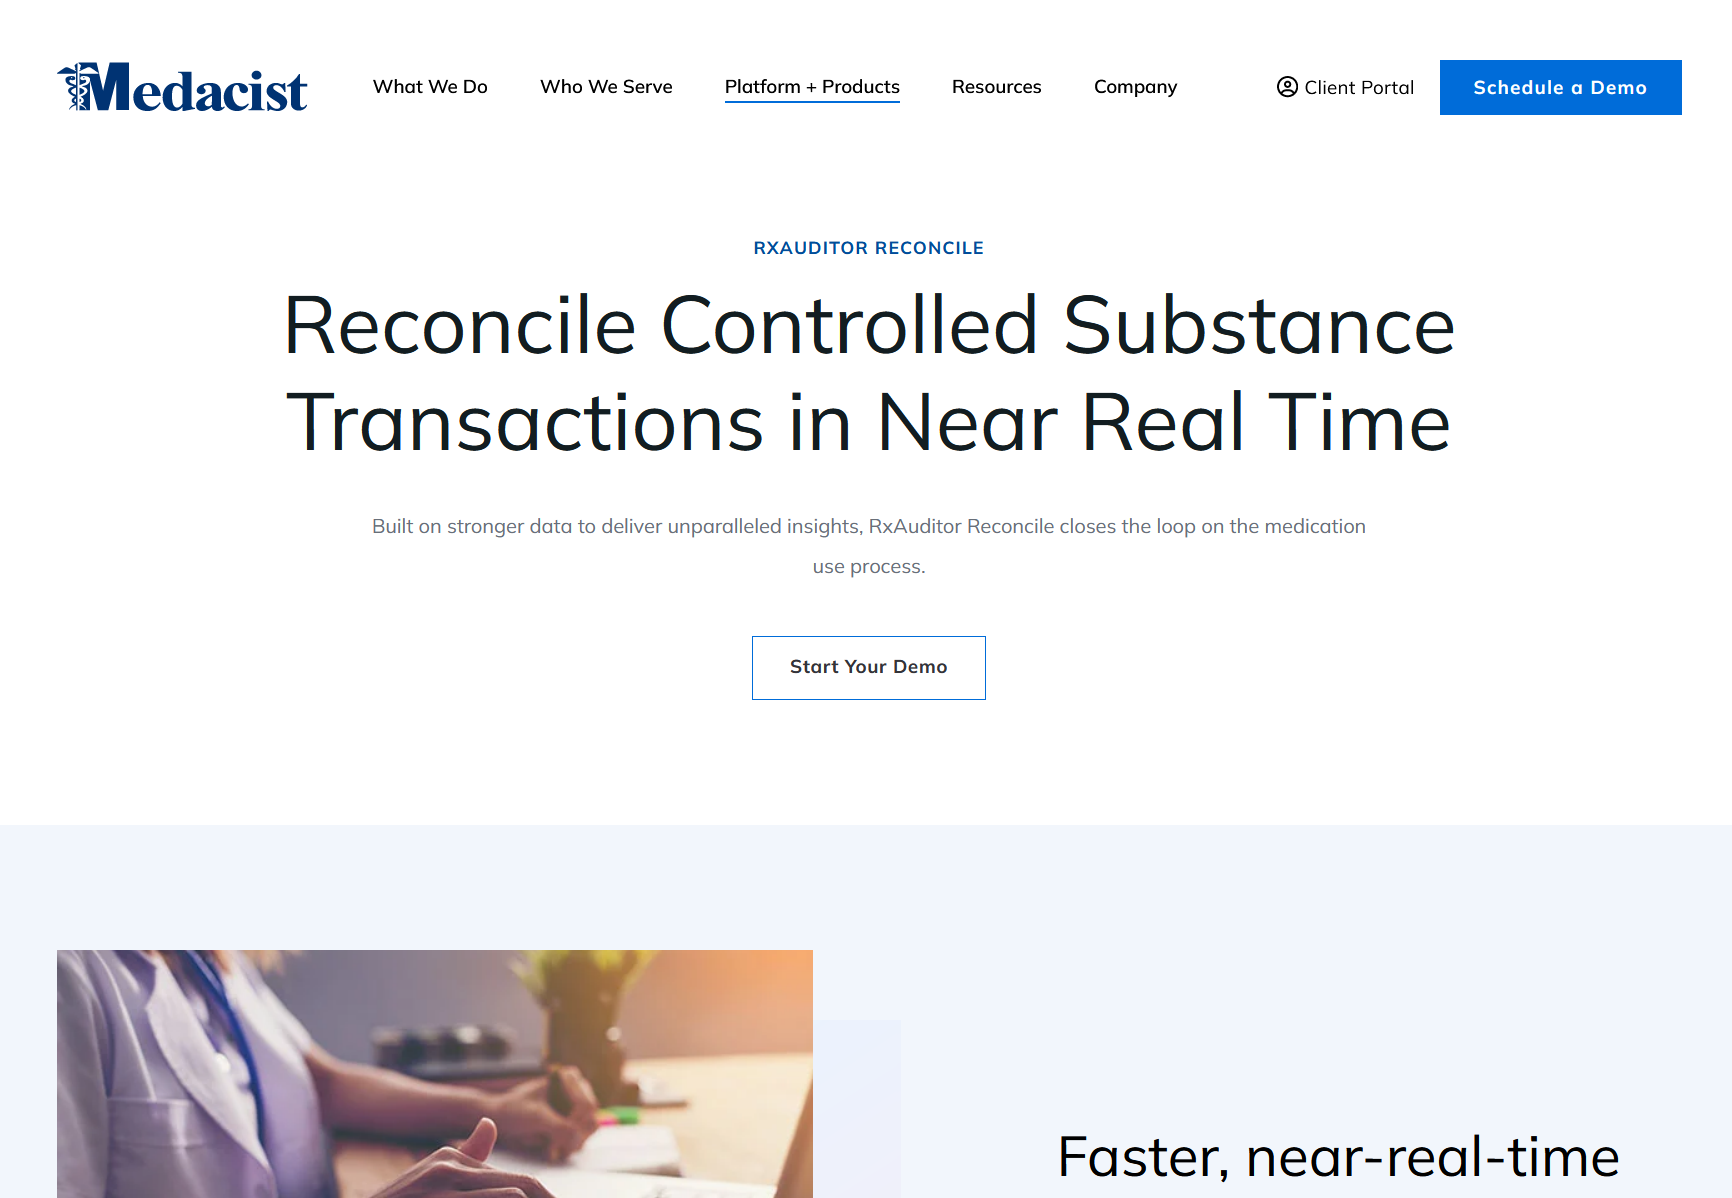 Medacist
What We Do
Who We Serve
Platform + Products
Resources
Company
Client Portal
Schedule a Demo
RXAUDITOR RECONCILE
Reconcile Controlled Substance
Transactions in Near Real Time
Built on stronger data to deliver unparalleled insights, RxAuditor Reconcile closes the loop on the medication
use process.
Start Your Demo
Faster, near-real-time